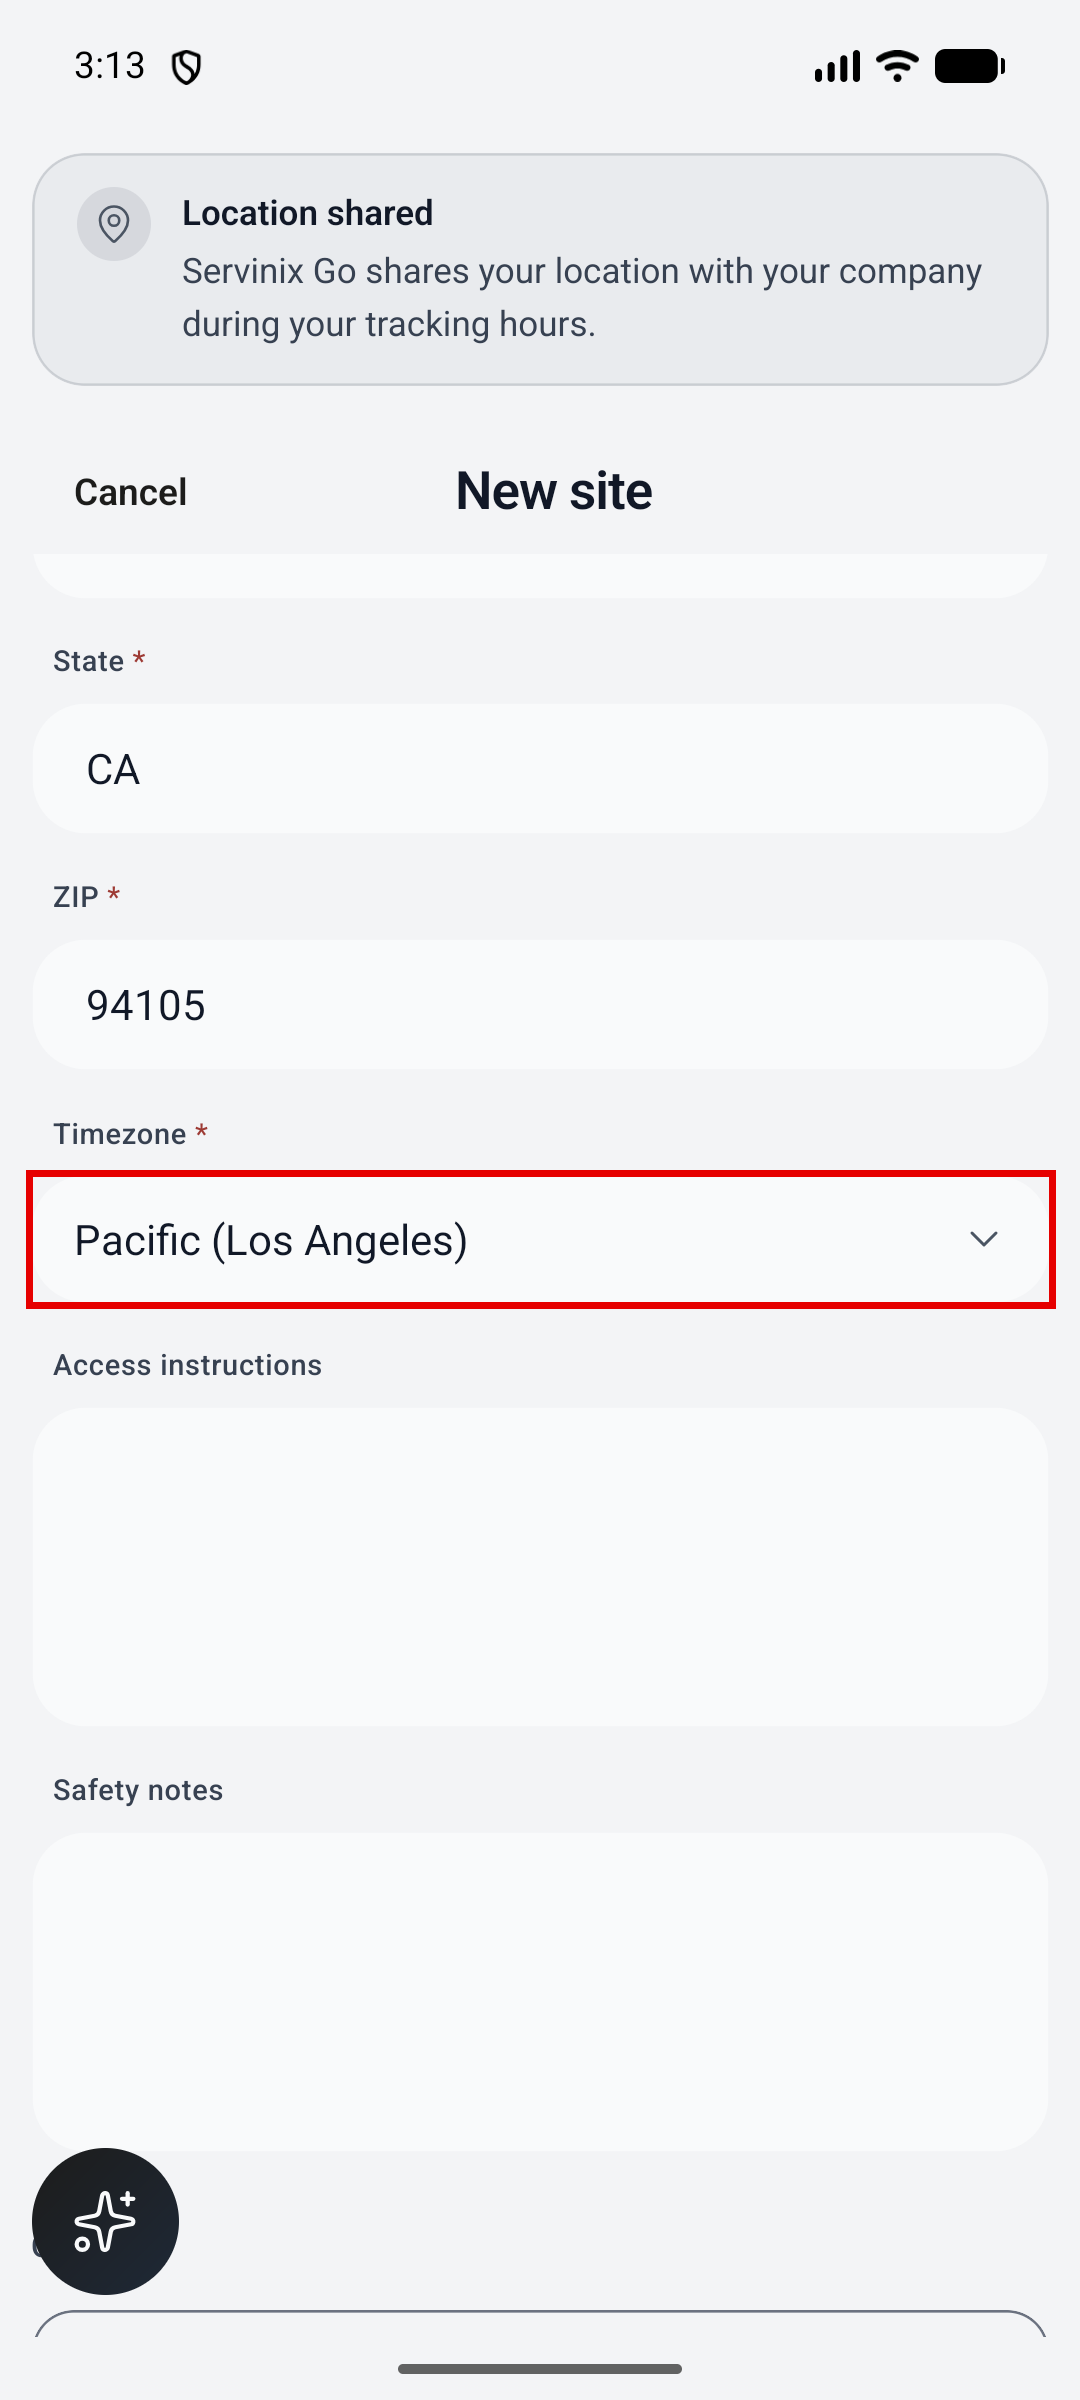 3:13
Location shared
Servinix Go shares your location with your company
during your tracking hours.
Cancel
New site
State *
CA
ZIP *
94105
Timezone *
Pacific (Los Angeles)
Access instructions
Safety notes